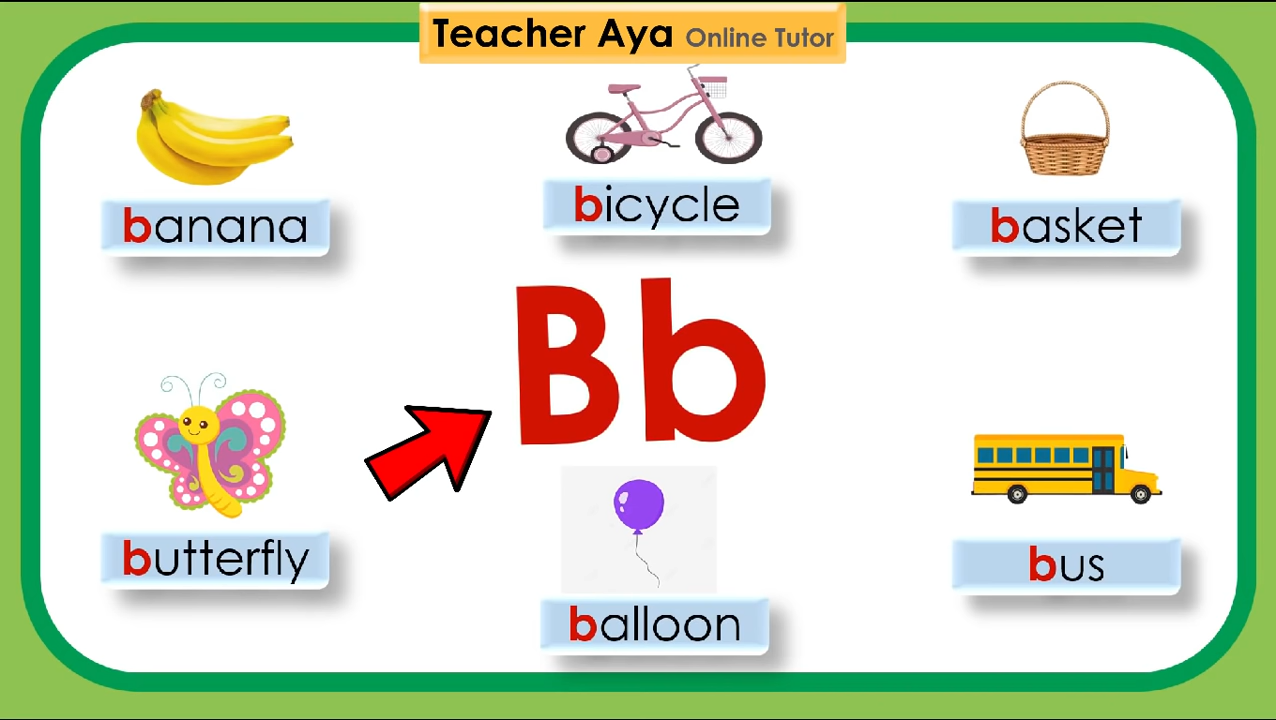 Teacher Aya Online Tutor
banana
bicycle
basket
Bb
butterfly
balloon
bus